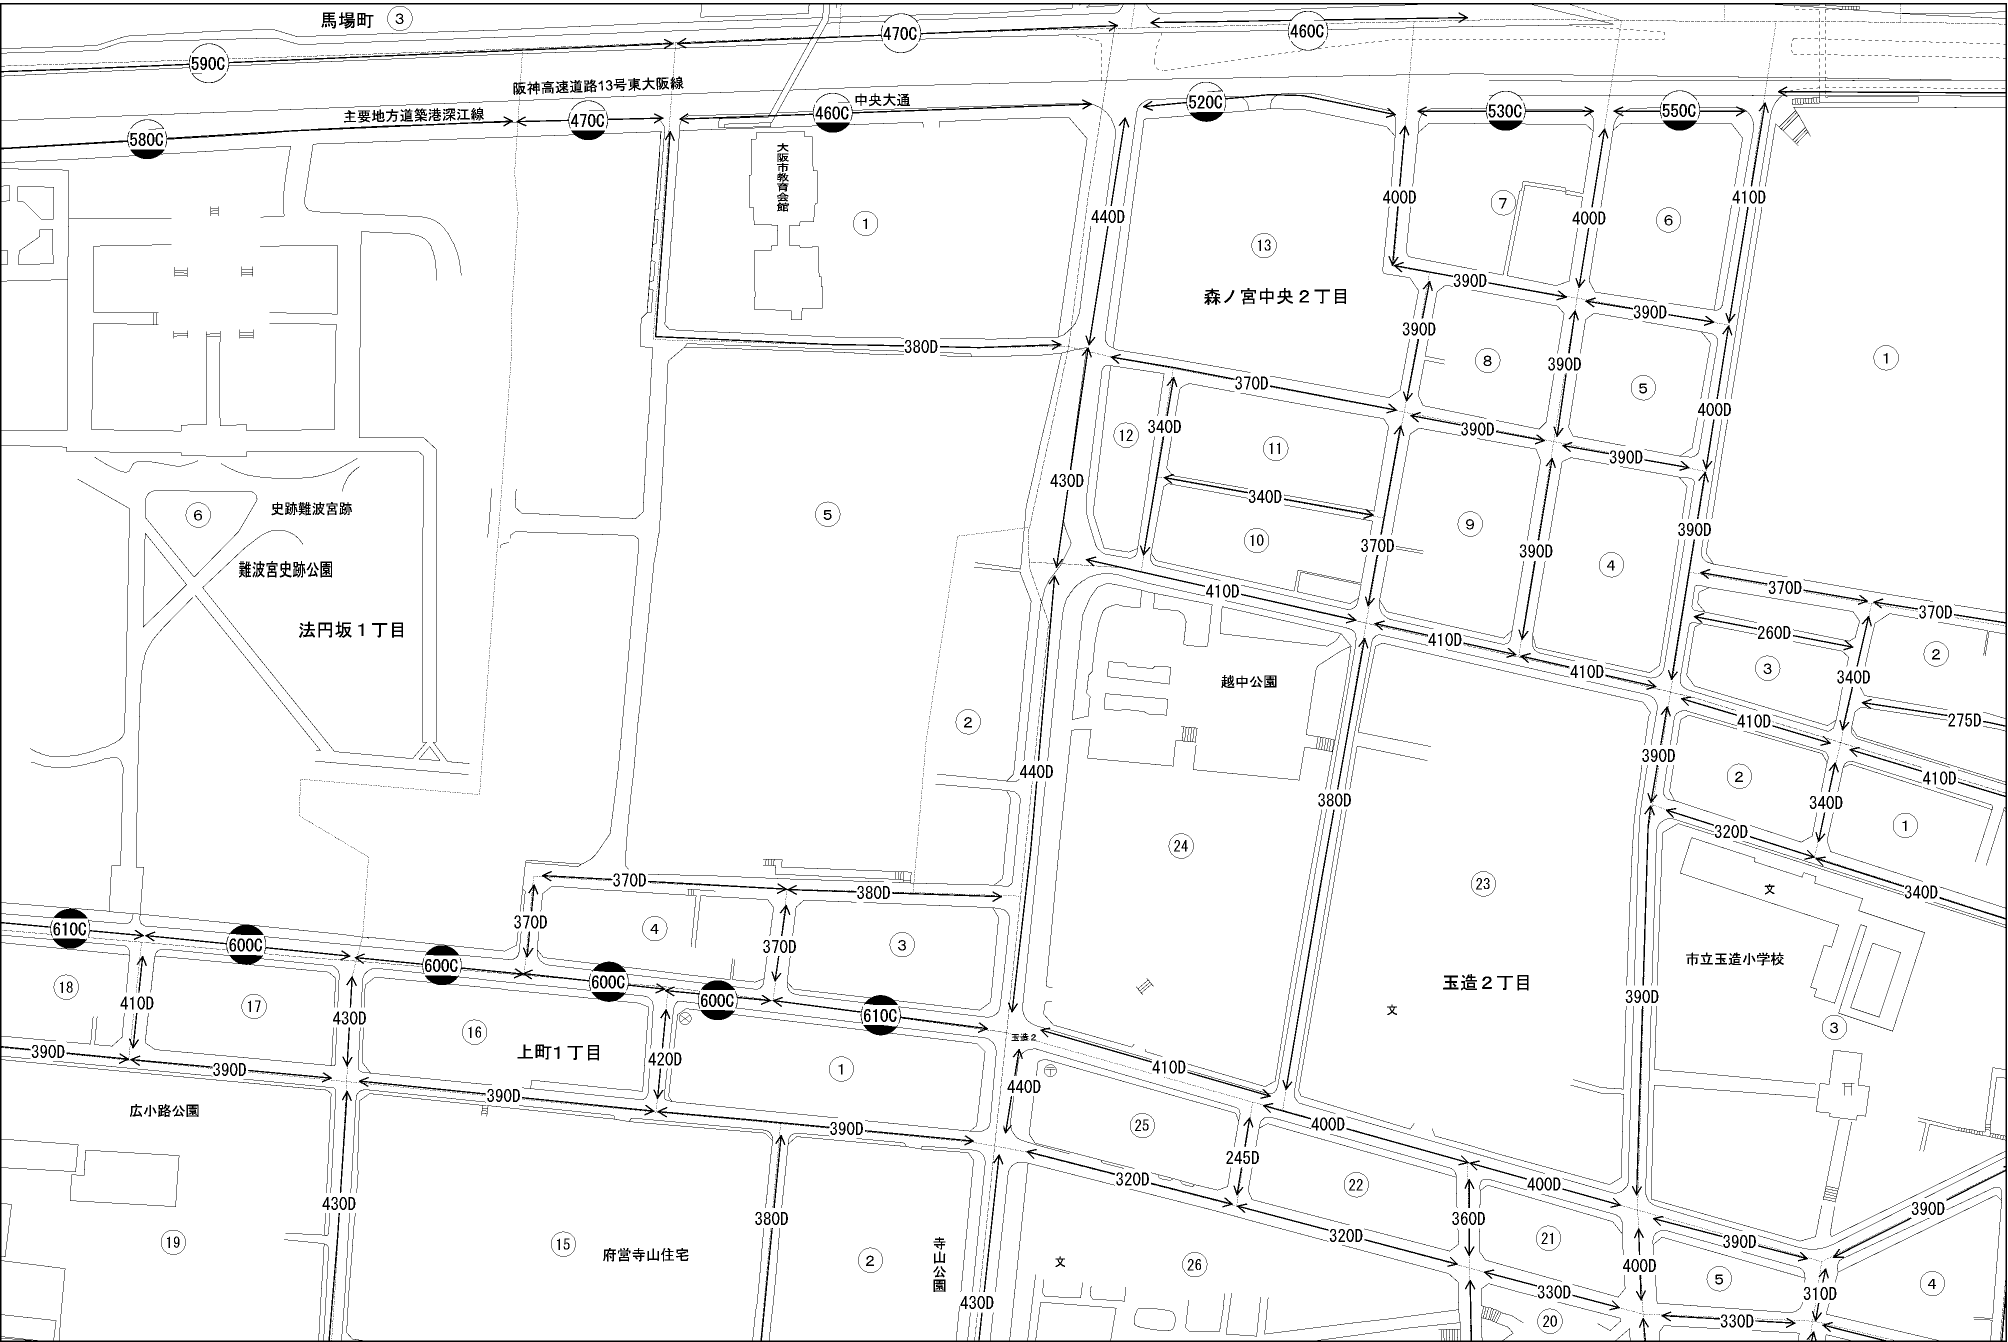 馬場町 3
470C
460C
590C
阪神高速道路13号東大阪線
主要地方道築港深江線
中央大通
580C
470C
460C
520C
530C
550C
大阪市教育会館
1
440D
400D
7
400D
6
410D
13
390D
森ノ宮中央2丁目
390D
390D
380D
8
390D
5
1
370D
400D
12
340D
11
390D
390D
430D
340D
5
6
史跡難波宮跡
9
390D
10
370D
390D
4
難波宮史跡公園
370D
370D
410D
法円坂1丁目
260D
410D
2
3
410D
340D
越中公園
2
410D
275D
390D
440D
2
410D
380D
340D
1
320D
24
370D
380D
23
文
340D
610C
370D
4
600C
370D
3
市立玉造小学校
600C
600C
玉造2丁目
18
410D
17
600C
390D
430D
610C
文
16
3
玉造2
390D
上町1丁目
420D
390D
1
410D
〒
440D
390D
広小路公園
390D
400D
25
245D
320D
22
400D
430D
380D
360D
390D
15
府営寺山住宅
19
寺山公園
320D
21
390D
2
文
26
400D
5
4
430D
330D
310D
20
330D